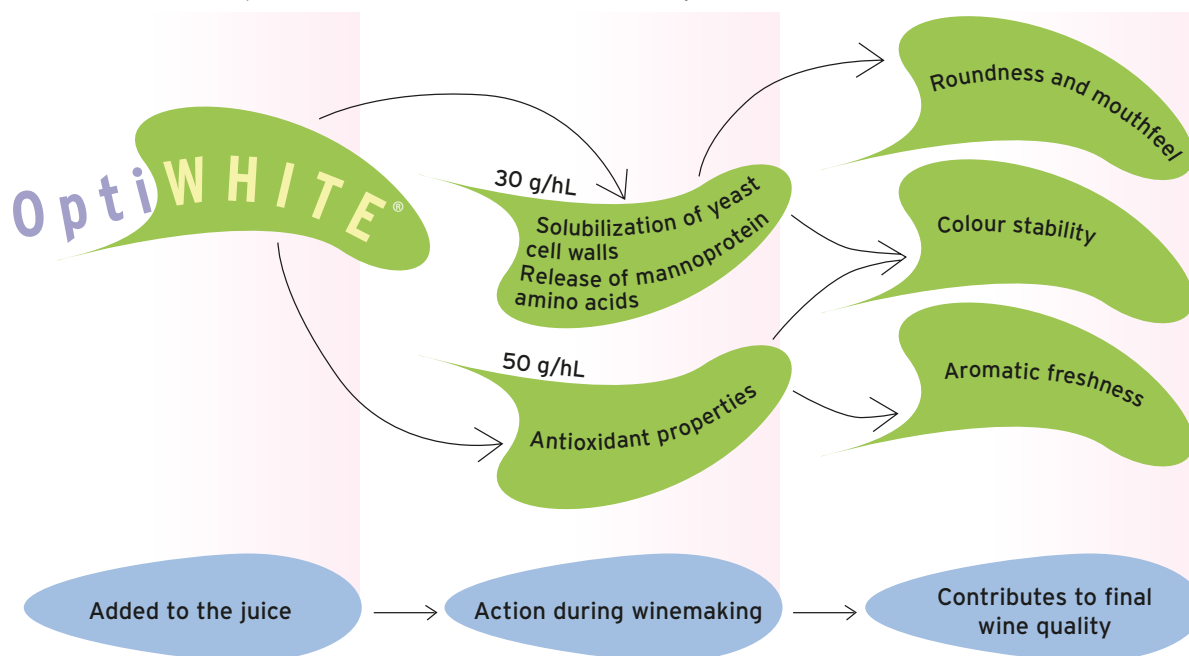 OptiWHITE®
30 g/hL
Solubilization of yeast
cell walls
Release of mannoprotein
amino acids
50 g/hL
Antioxidant properties
Roundness and mouthfeel
Colour stability
Aromatic freshness
Added to the juice
Action during winemaking
Contributes to final
wine quality